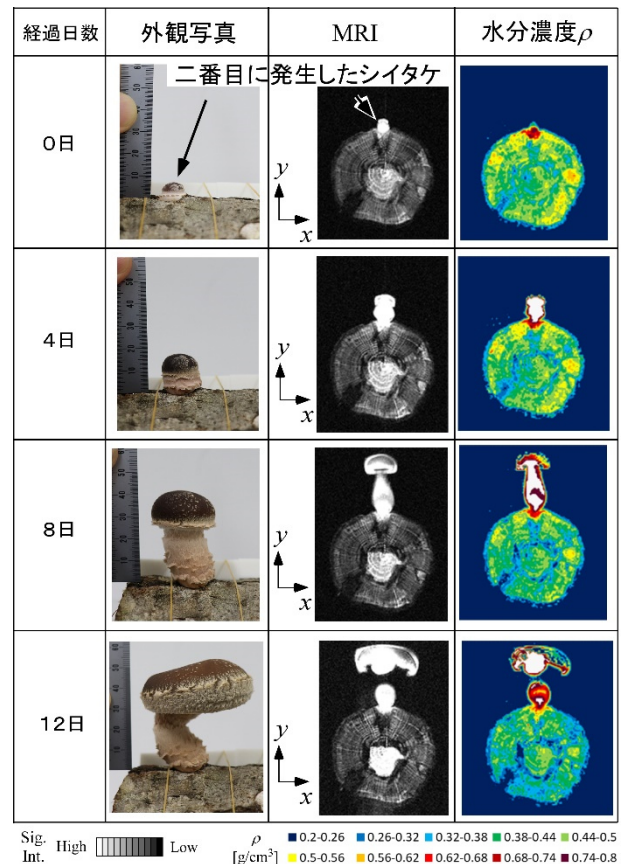 経過日数 外観写真 MRI 水分濃度ρ
二番目に発生したシイタケ
0日
y
x
4日
y
x
8日
y
x
12日
y
x
Sig. Int. High Low
ρ [g/cm³]
0.2-0.26 0.26-0.32 0.32-0.38 0.38-0.44 0.44-0.5
0.5-0.56 0.56-0.62 0.62-0.68 0.68-0.74 0.74-0.8